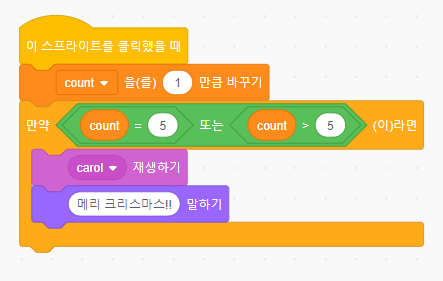 이 스프라이트를 클릭했을 때
count 을(를) 1 만큼 바꾸기
만약 count = 5 또는 count > 5 (이)라면
carol 재생하기
메리 크리스마스!! 말하기